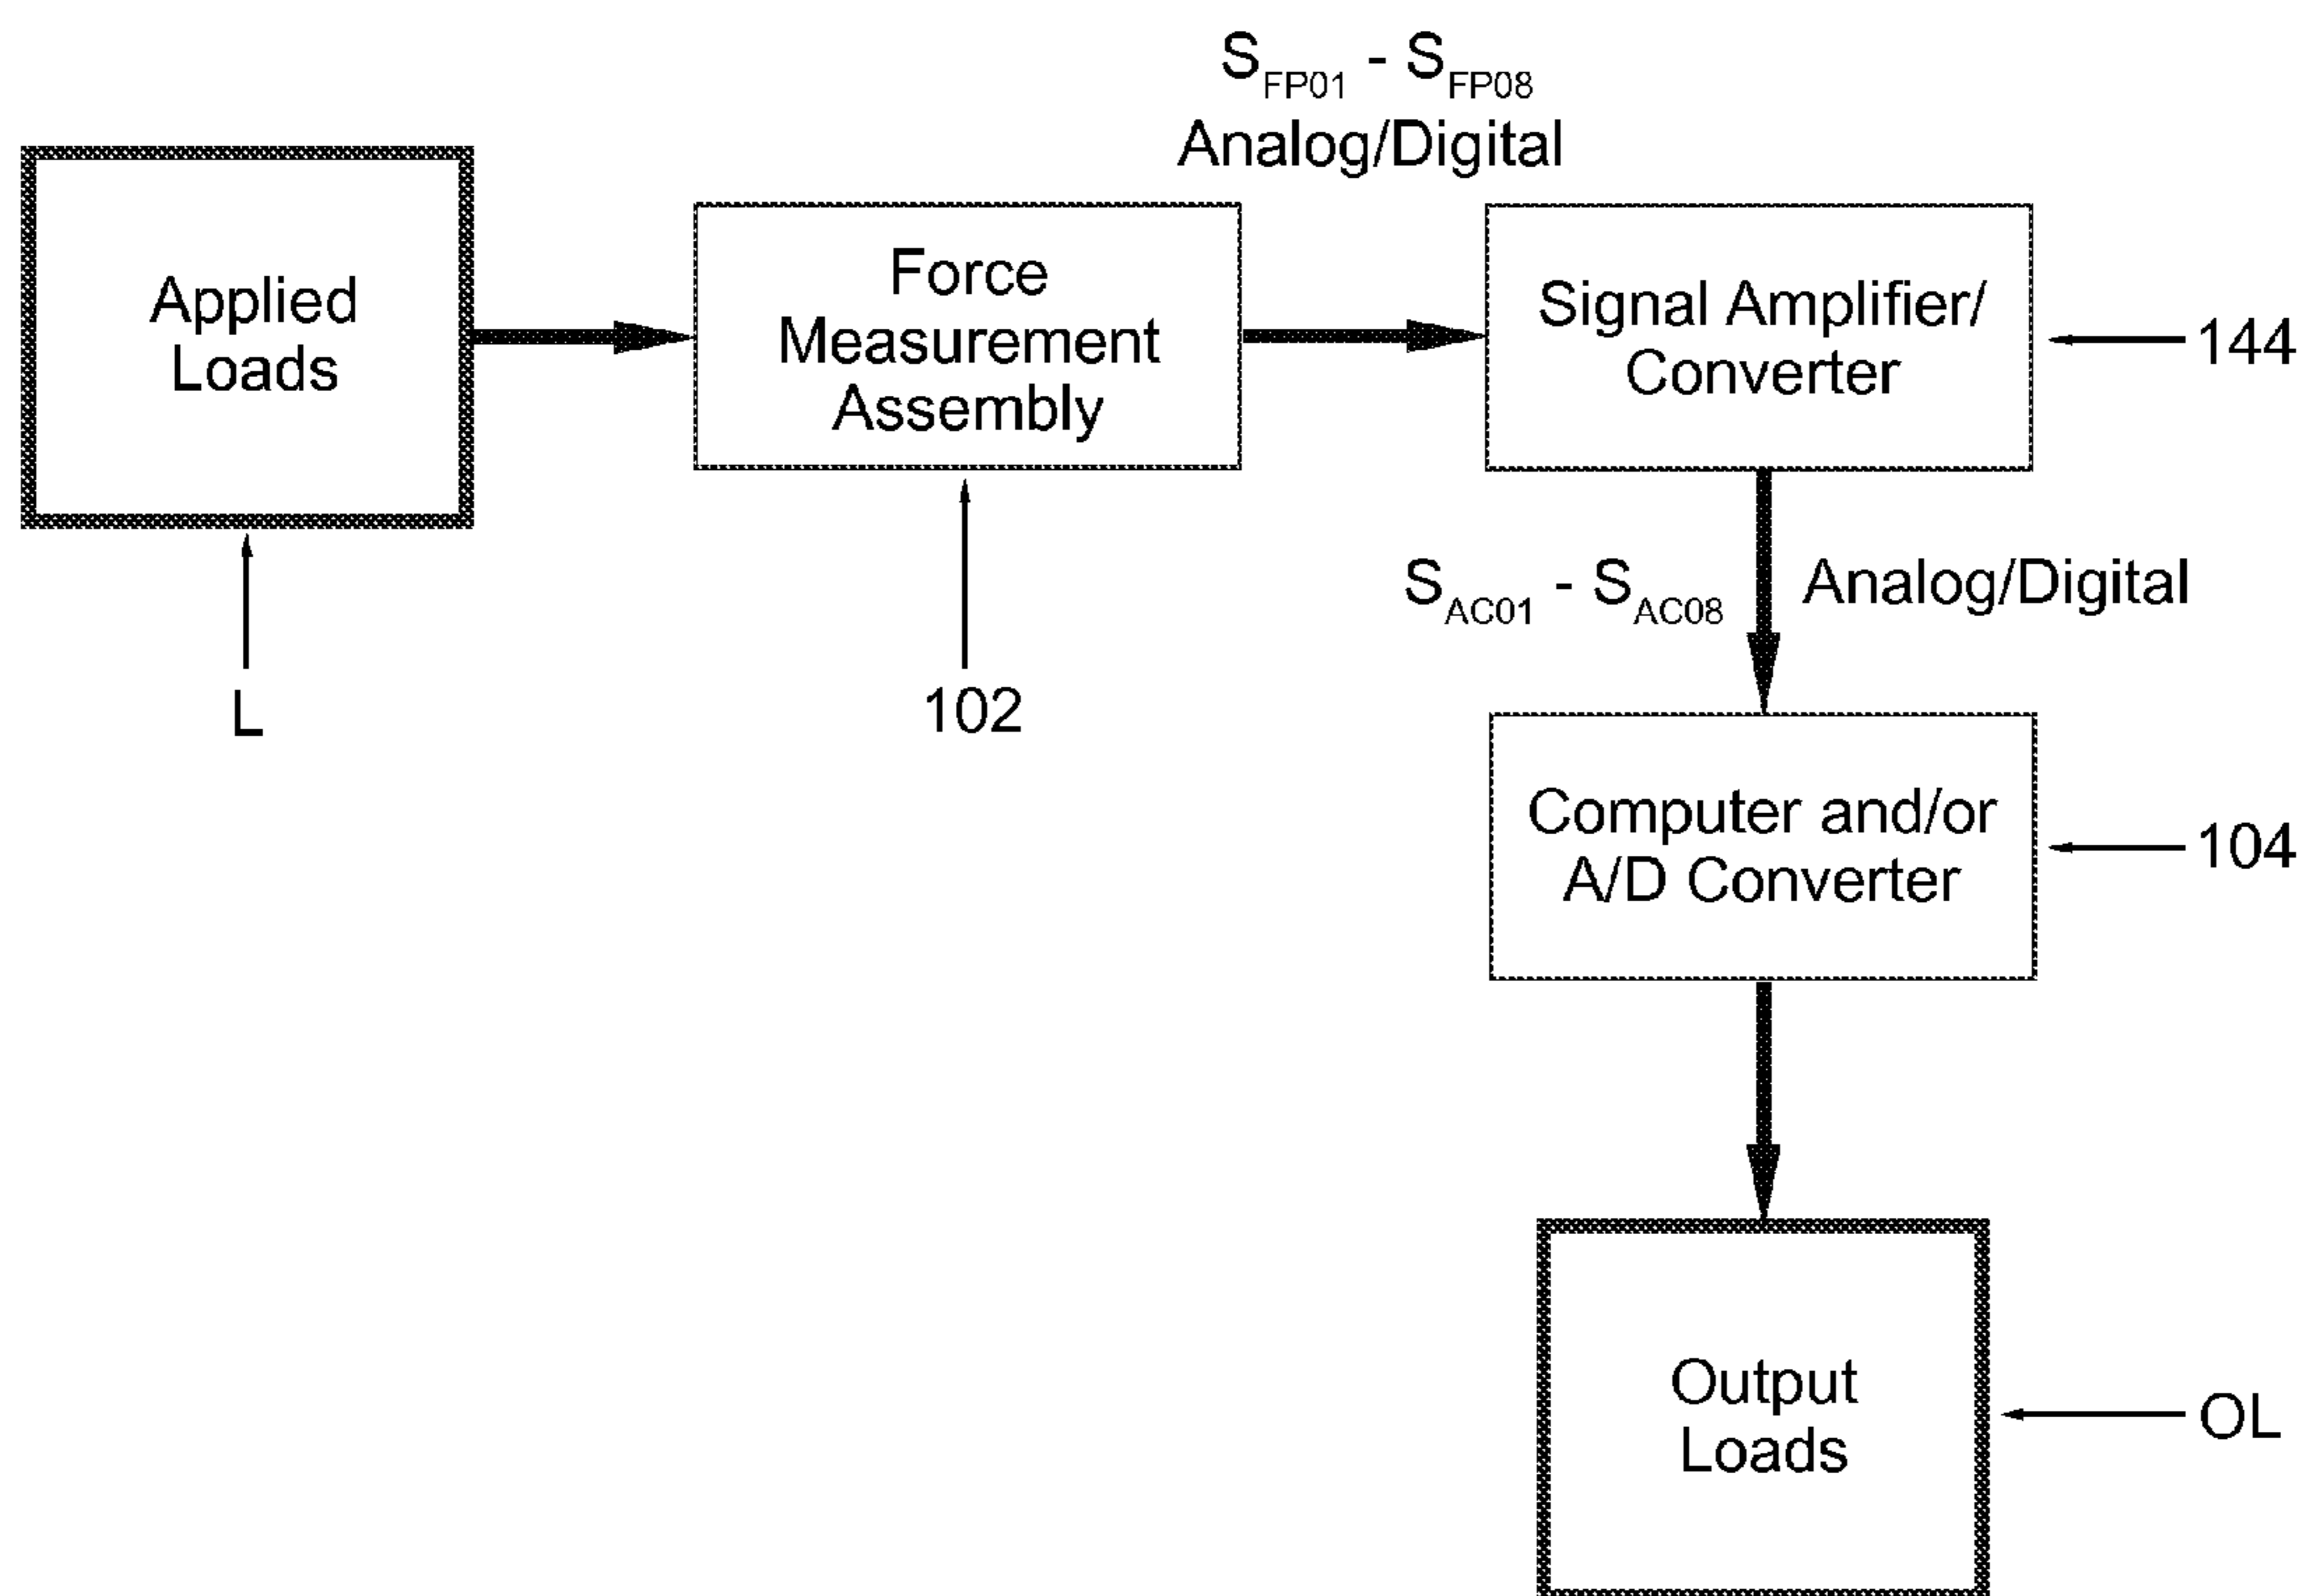 S_FP01 - S_FP08
Analog/Digital
Applied
Loads
Force
Measurement
Assembly
Signal Amplifier/
Converter
144
L
102
S_AC01 - S_AC08
Analog/Digital
Computer and/or
A/D Converter
104
Output
Loads
OL